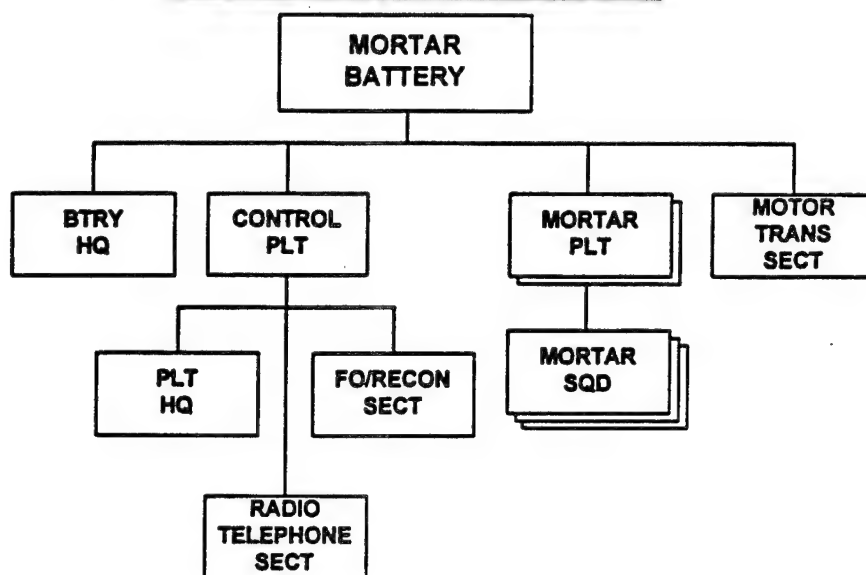 MORTAR
BATTERY
BTRY
HQ
CONTROL
PLT
MORTAR
PLT
MOTOR
TRANS
SECT
PLT
HQ
FO/RECON
SECT
MORTAR
SQD
RADIO
TELEPHONE
SECT